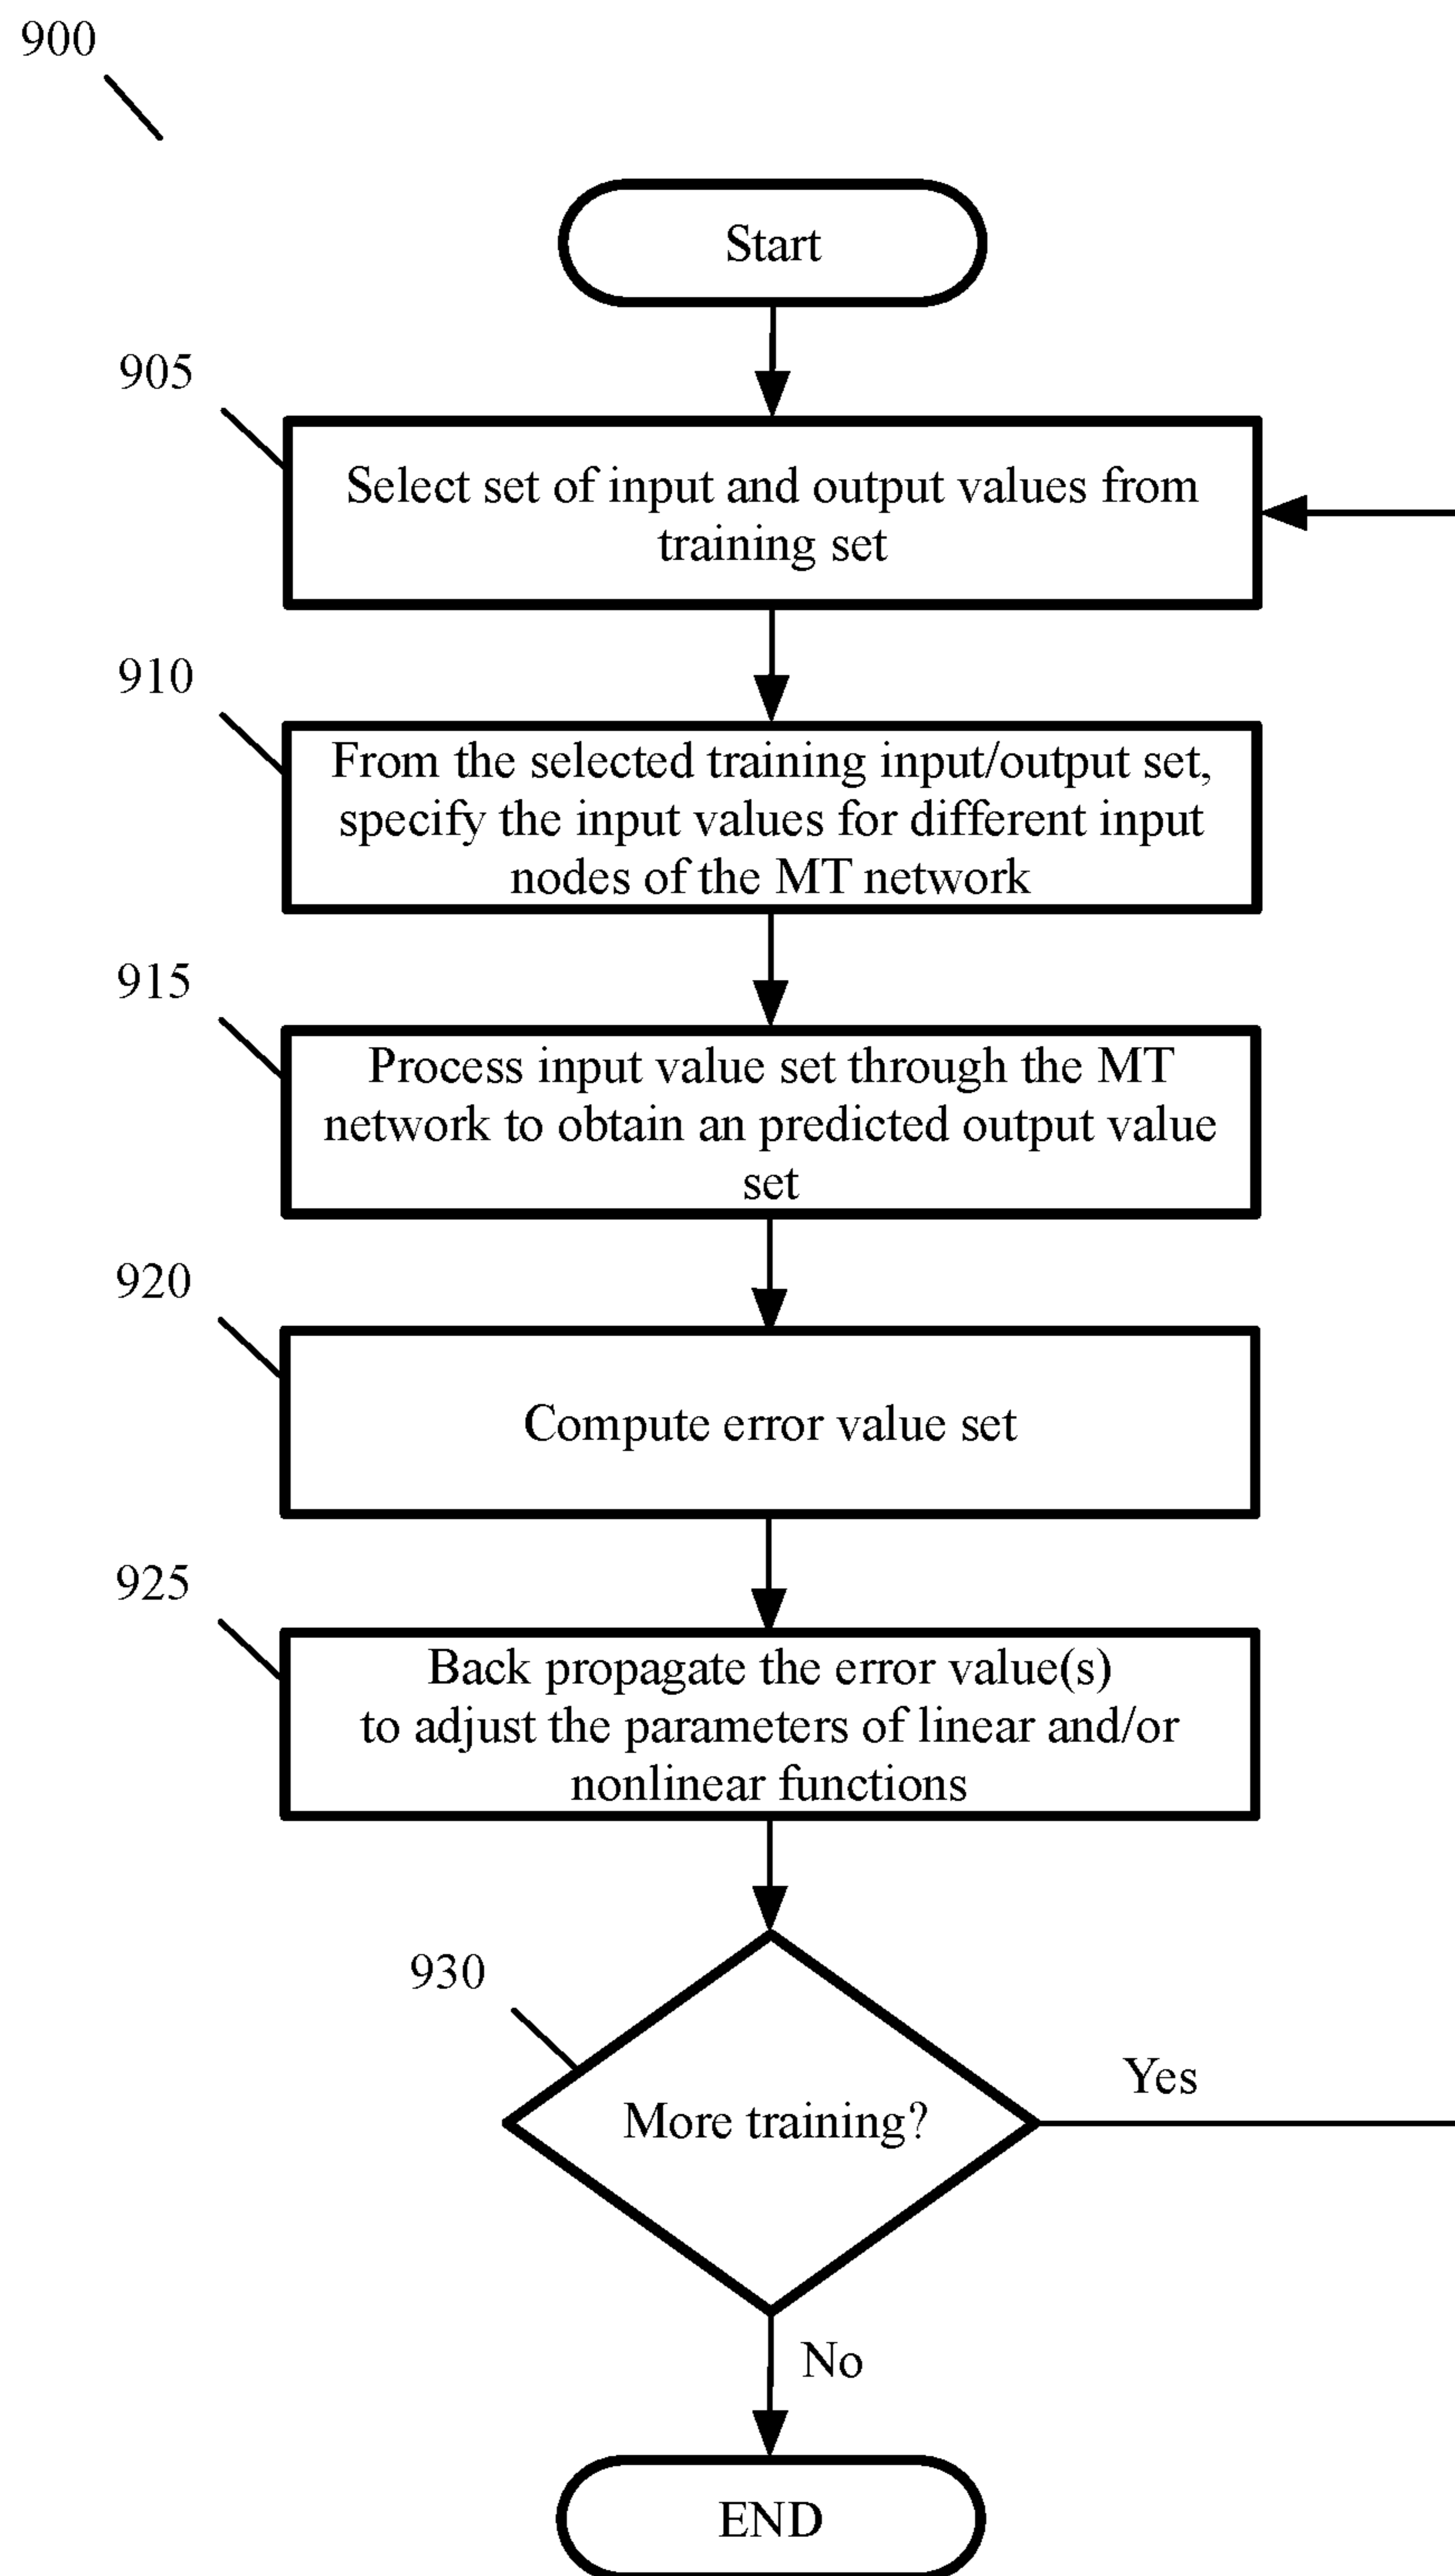 900
Start
905
Select set of input and output values from
training set
910
From the selected training input/output set,
specify the input values for different input
nodes of the MT network
915
Process input value set through the MT
network to obtain an predicted output value
set
920
Compute error value set
925
Back propagate the error value(s)
to adjust the parameters of linear and/or
nonlinear functions
930
More training?
Yes
No
END